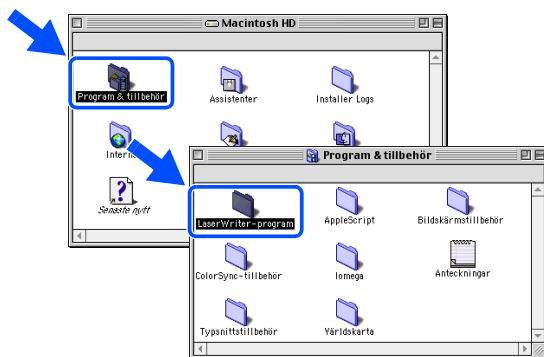 Macintosh HD
Program & tillbehör
Assistenter
Installer Logs
Intern
Senaste nytt
Program & tillbehör
LaserWriter-program
AppleScript
Bildskärmstillbehör
ColorSync-tillbehör
Iomega
Anteckningar
Typsnittstillbehör
Världskarta